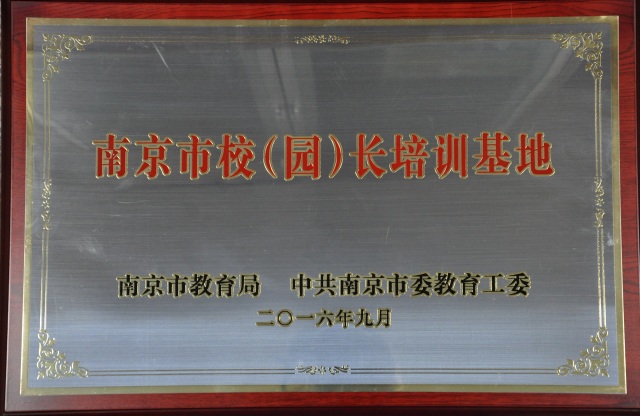 南京市校（园）长培训基地
南京市教育局 中共南京市委教育工委
二〇一六年九月